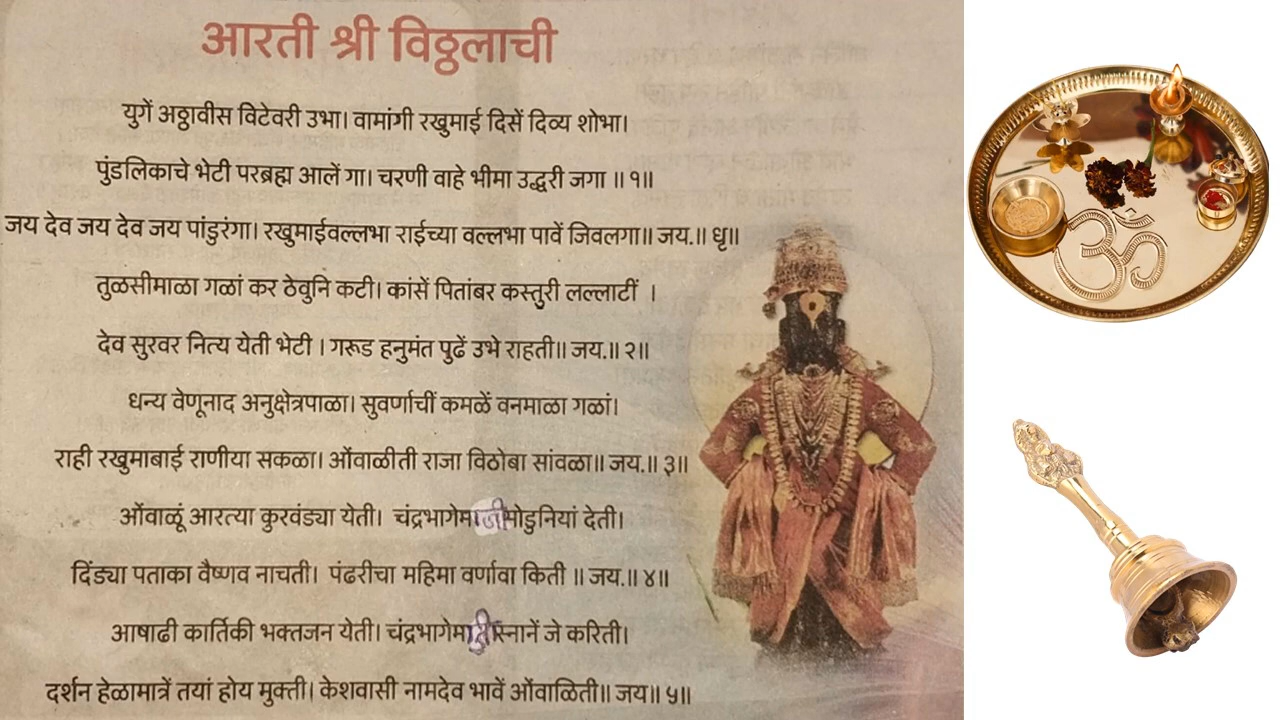 आरती श्री विठ्ठलाची
युगें अठ्ठावीस विटेवरी उभा। वामांगी रखुमाई दिसें दिव्य शोभा।
पुंडलिकाचे भेटी परब्रह्म आलें गा। चरणी वाहे भीमा उद्धरी जगा ॥ १॥
जय देव जय देव जय पांडुरंगा। रखुमाईवल्लभा राईच्या वल्लभा पावें जिवलगा॥ जय.॥ धृ॥
तुळसीमाळा गळां कर ठेवुनि कटी। कांसें पितांबर कस्तुरी लल्लाटीं ।
देव सुरवर नित्य येती भेटी । गरूड हनुमंत पुढें उभे राहती॥ जय.॥ २॥
धन्य वेणूनाद अनुक्षेत्रपाळा। सुवर्णाचीं कमळें वनमाळा गळां।
राही रखुमाबाई राणीया सकळा। ओंवाळीती राजा विठोबा सांवळा॥ जय.॥ ३॥
ओंवाळूं आरत्या कुरवंड्या येती। चंद्रभागेमाजी सोडुनियां देती।
दिंड्या पताका वैष्णव नाचती। पंढरीचा महिमा वर्णावा किती ॥ जय.॥ ४॥
आषाढी कार्तिकी भक्तजन येती। चंद्रभागेमाजी स्नानें जे करिती।
दर्शन हेळामात्रें तयां होय मुक्ती। केशवासी नामदेव भावें ओंवाळिती॥ जय॥ ५॥
ॐ